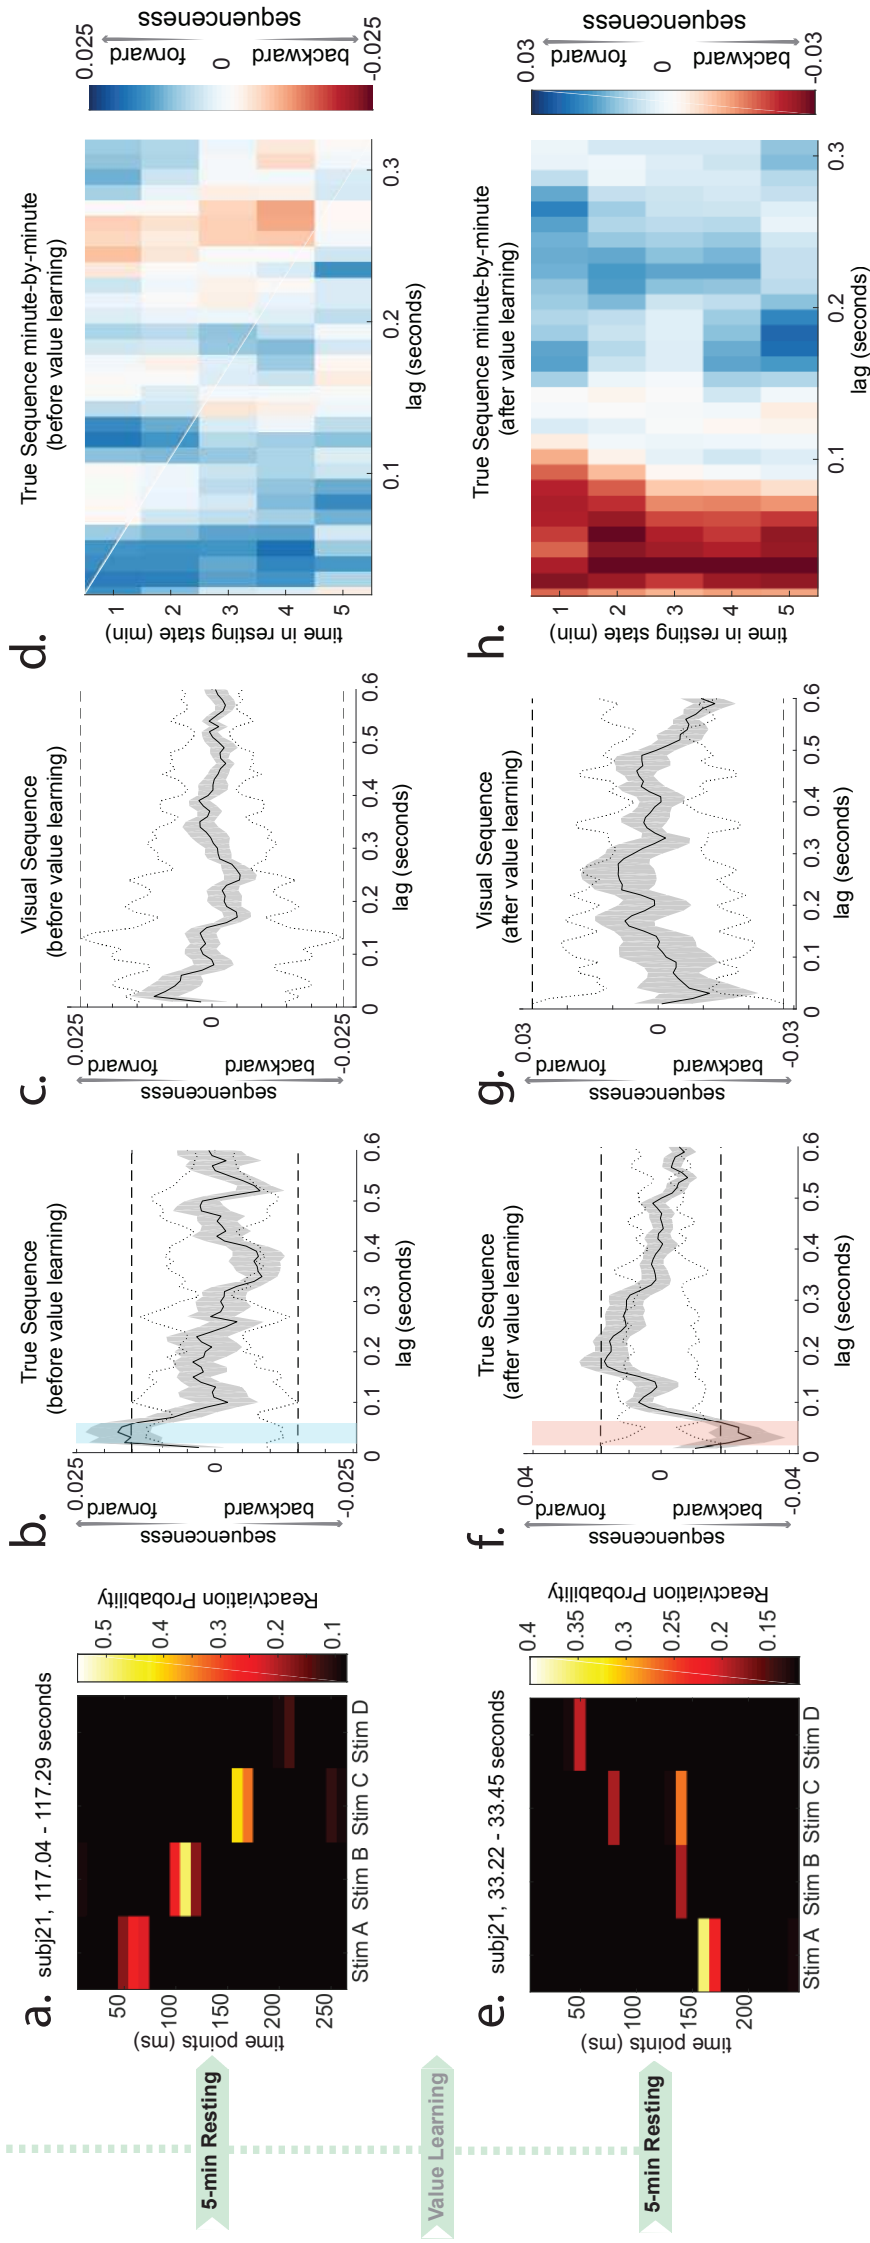 5-min Resting
Value Learning
5-min Resting
a.
subj21, 117.04 - 117.29 seconds
time points (ms)
50
100
150
200
250
Stim A
Stim B
Stim C
Stim D
0.5
0.4
0.3
0.2
0.1
Reactviation Probability
b.
True Sequence
(before value learning)
sequenceness
forward
backward
0.025
0
-0.025
0
0.1
0.2
0.3
0.4
0.5
0.6
lag (seconds)
c.
Visual Sequence
(before value learning)
sequenceness
forward
backward
0.025
0
-0.025
0
0.1
0.2
0.3
0.4
0.5
0.6
lag (seconds)
d.
True Sequence minute-by-minute
(before value learning)
time in resting state (min)
1
2
3
4
5
0.1
0.2
0.3
lag (seconds)
0.025
0
-0.025
forward
backward
sequenceness
e.
subj21, 33.22 - 33.45 seconds
time points (ms)
50
100
150
200
Stim A
Stim B
Stim C
Stim D
0.4
0.35
0.3
0.25
0.2
0.15
Reactviation Probability
f.
True Sequence
(after value learning)
sequenceness
forward
backward
0.04
0
-0.04
0
0.1
0.2
0.3
0.4
0.5
0.6
lag (seconds)
g.
Visual Sequence
(after value learning)
sequenceness
forward
backward
0.03
0
-0.03
0
0.1
0.2
0.3
0.4
0.5
0.6
lag (seconds)
h.
True Sequence minute-by-minute
(after value learning)
time in resting state (min)
1
2
3
4
5
0.1
0.2
0.3
lag (seconds)
0.03
0
-0.03
forward
backward
sequenceness